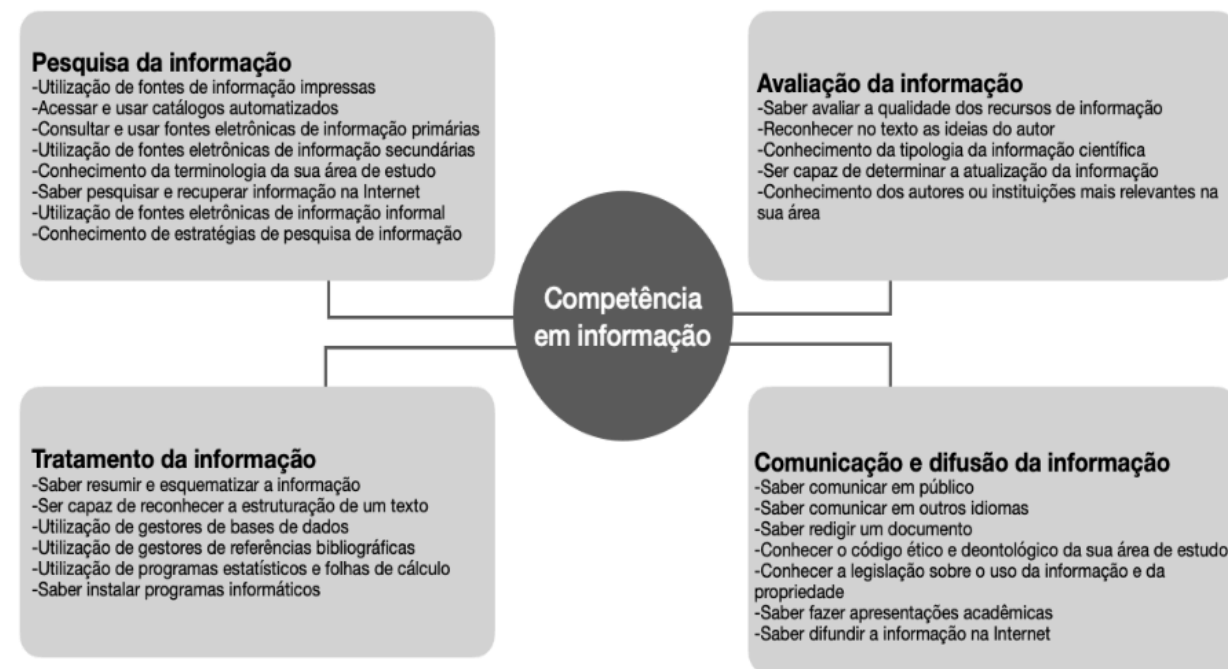 Pesquisa da informação
-Utilização de fontes de informação impressas
-Acessar e usar catálogos automatizados
-Consultar e usar fontes eletrônicas de informação primárias
-Utilização de fontes eletrônicas de informação secundárias
-Conhecimento da terminologia da sua área de estudo
-Saber pesquisar e recuperar informação na Internet
-Utilização de fontes eletrônicas de informação informal
-Conhecimento de estratégias de pesquisa de informação
Avaliação da informação
-Saber avaliar a qualidade dos recursos de informação
-Reconhecer no texto as ideias do autor
-Conhecimento da tipologia da informação científica
-Ser capaz de determinar a atualização da informação
-Conhecimento dos autores ou instituições mais relevantes na
sua área
Competência
em informação
Tratamento da informação
-Saber resumir e esquematizar a informação
-Ser capaz de reconhecer a estruturação de um texto
-Utilização de gestores de bases de dados
-Utilização de gestores de referências bibliográficas
-Utilização de programas estatísticos e folhas de cálculo
-Saber instalar programas informáticos
Comunicação e difusão da informação
-Saber comunicar em público
-Saber comunicar em outros idiomas
-Saber redigir um documento
-Conhecer o código ético e deontológico da sua área de estudo
-Conhecer a legislação sobre o uso da informação e da
propriedade
-Saber fazer apresentações acadêmicas
-Saber difundir a informação na Internet